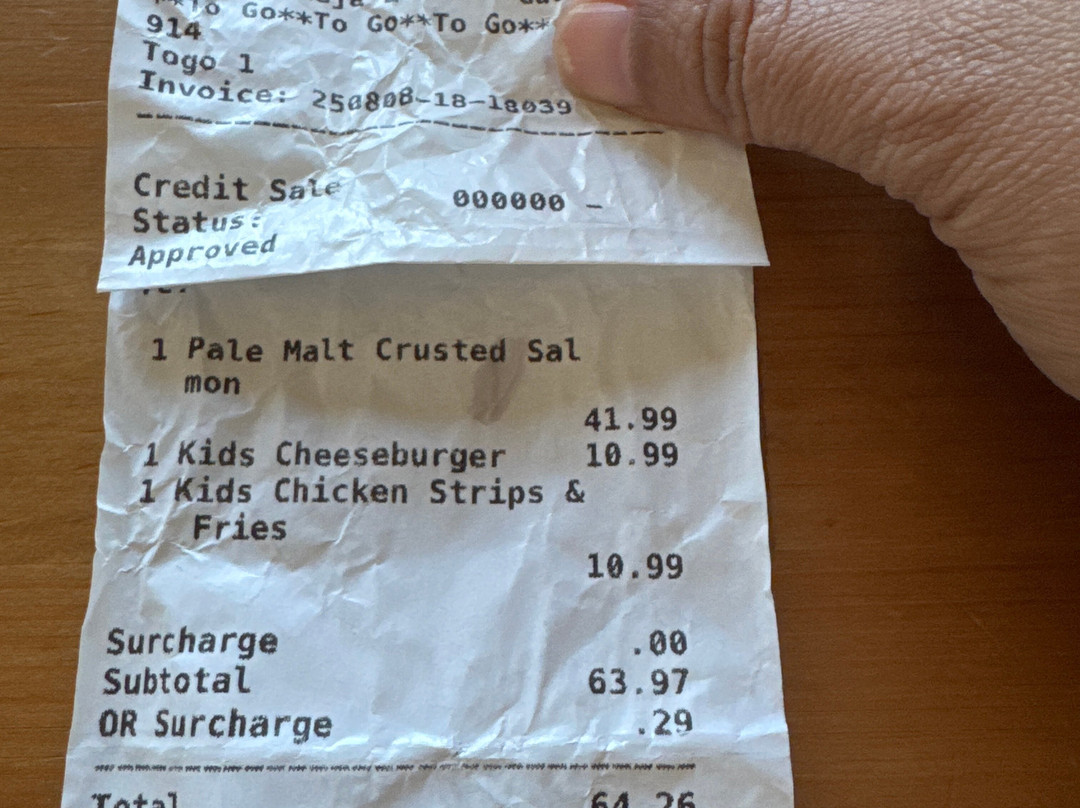 To Go**To Go**To Go**
914
Togo 1
Invoice: 250808-18-18039
Credit Sale 000000 -
Status:
Approved
1 Pale Malt Crusted Sal
mon
41.99
1 Kids Cheeseburger 10.99
1 Kids Chicken Strips &
Fries
10.99
Surcharge .00
Subtotal 63.97
OR Surcharge .29
Total 64.26